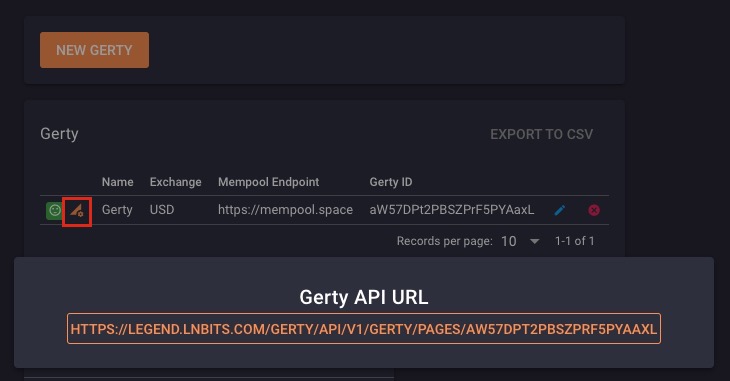 NEW GERTY
Gerty
EXPORT TO CSV
Name Exchange Mempool Endpoint Gerty ID
Gerty USD https://mempool.space aW57DPt2PBSZPrF5PYAaxL
Records per page: 10 1-1 of 1
Gerty API URL
HTTPS://LEGEND.LNBITS.COM/GERTY/API/V1/GERTY/PAGES/AW57DPT2PBSZPRF5PYAAXL